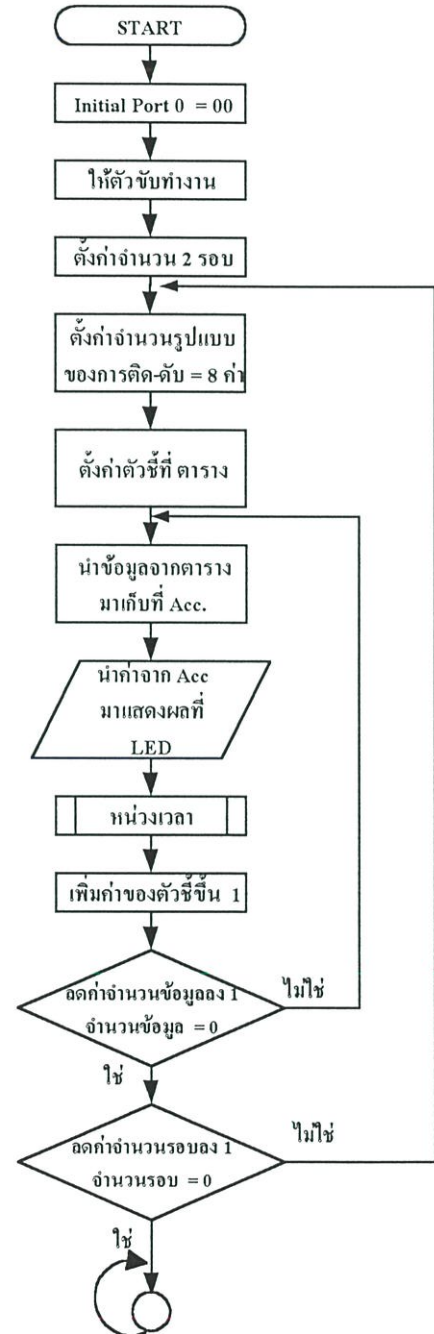 START
Initial Port 0 = 00
ให้ตัวขับทำงาน
ตั้งค่าจำนวน 2 รอบ
ตั้งค่าจำนวนรูปแบบ
ของการติด-ดับ = 8 ค่า
ตั้งค่าตัวชี้ที่ ตาราง
นำข้อมูลจากตาราง
มาเก็บที่ Acc.
นำค่าจาก Acc
มาแสดงผลที่
LED
หน่วงเวลา
เพิ่มค่าของตัวชี้ขึ้น 1
ลดค่าจำนวนข้อมูลลง 1
จำนวนข้อมูล = 0
ไม่ใช่
ใช่
ลดค่าจำนวนรอบลง 1
จำนวนรอบ = 0
ไม่ใช่
ใช่